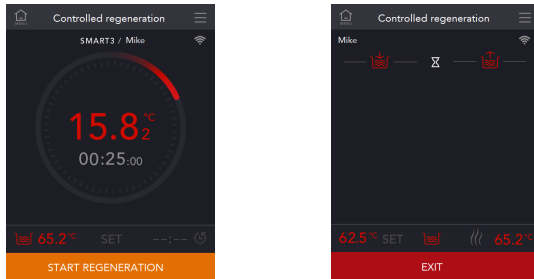 Controlled regeneration
MENU
SMART3 / Mike
15.8 °C
2
00:25:00
65.2°C SET --:--
START REGENERATION
Controlled regeneration
MENU
Mike
62.5°C SET 65.2°C
EXIT